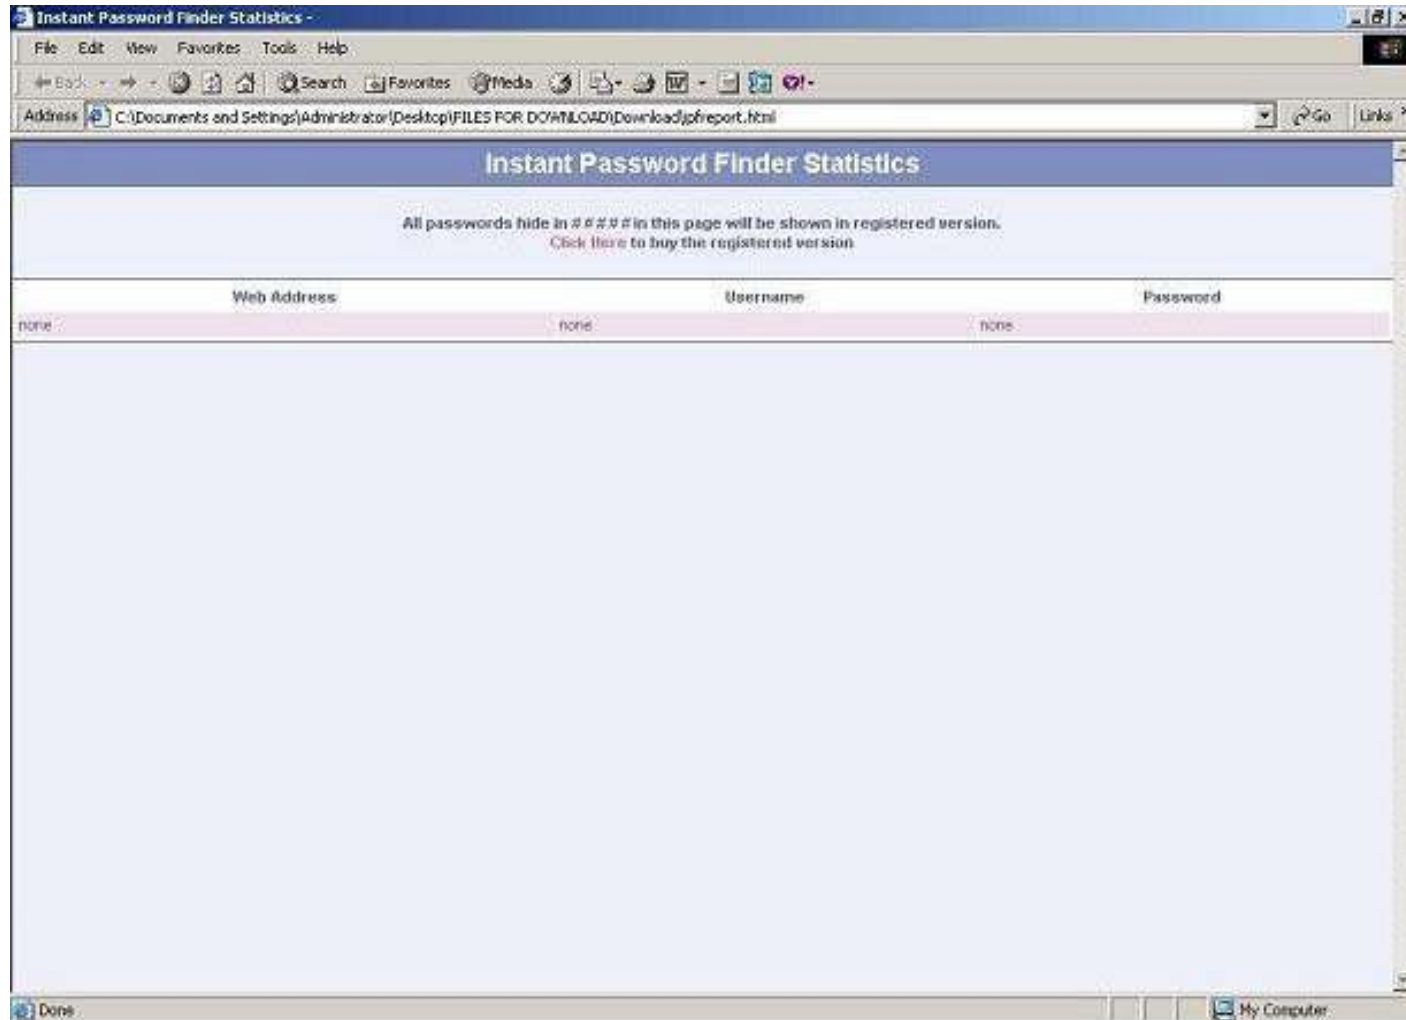 Instant Password Finder Statistics -
File Edit View Favorites Tools Help
Back Search Favorites Media
Address C:\Documents and Settings\Administrator\Desktop\FILES FOR DOWNLOAD\Download\ipfreport.html Go Links
Instant Password Finder Statistics
All passwords hide in ##### in this page will be shown in registered version.
Click Here to buy the registered version
Web Address Username Password
none none none
Done My Computer